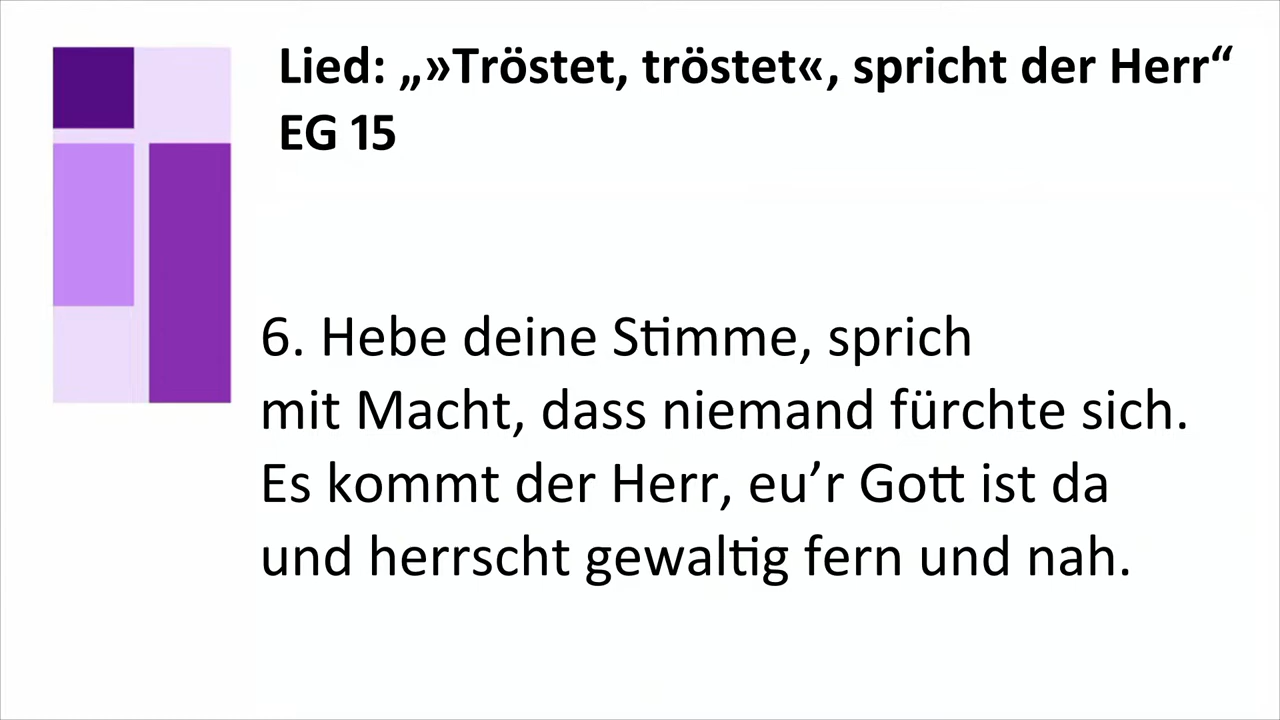 Lied: „»Tröstet, tröstet«, spricht der Herr“
EG 15
6. Hebe deine Stimme, sprich
mit Macht, dass niemand fürchte sich.
Es kommt der Herr, eu’r Gott ist da
und herrscht gewaltig fern und nah.